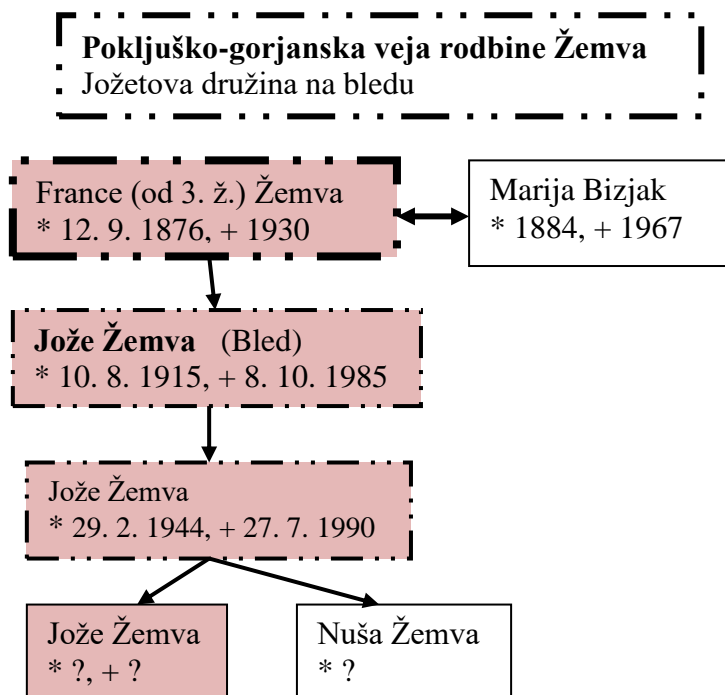 Pokljuško-gorjanska veja rodbine Žemva
Jožetova družina na bledu
France (od 3. ž.) Žemva
* 12. 9. 1876, + 1930
Marija Bizjak
* 1884, + 1967
Jože Žemva (Bled)
* 10. 8. 1915, + 8. 10. 1985
Jože Žemva
* 29. 2. 1944, + 27. 7. 1990
Jože Žemva
* ?, + ?
Nuša Žemva
* ?